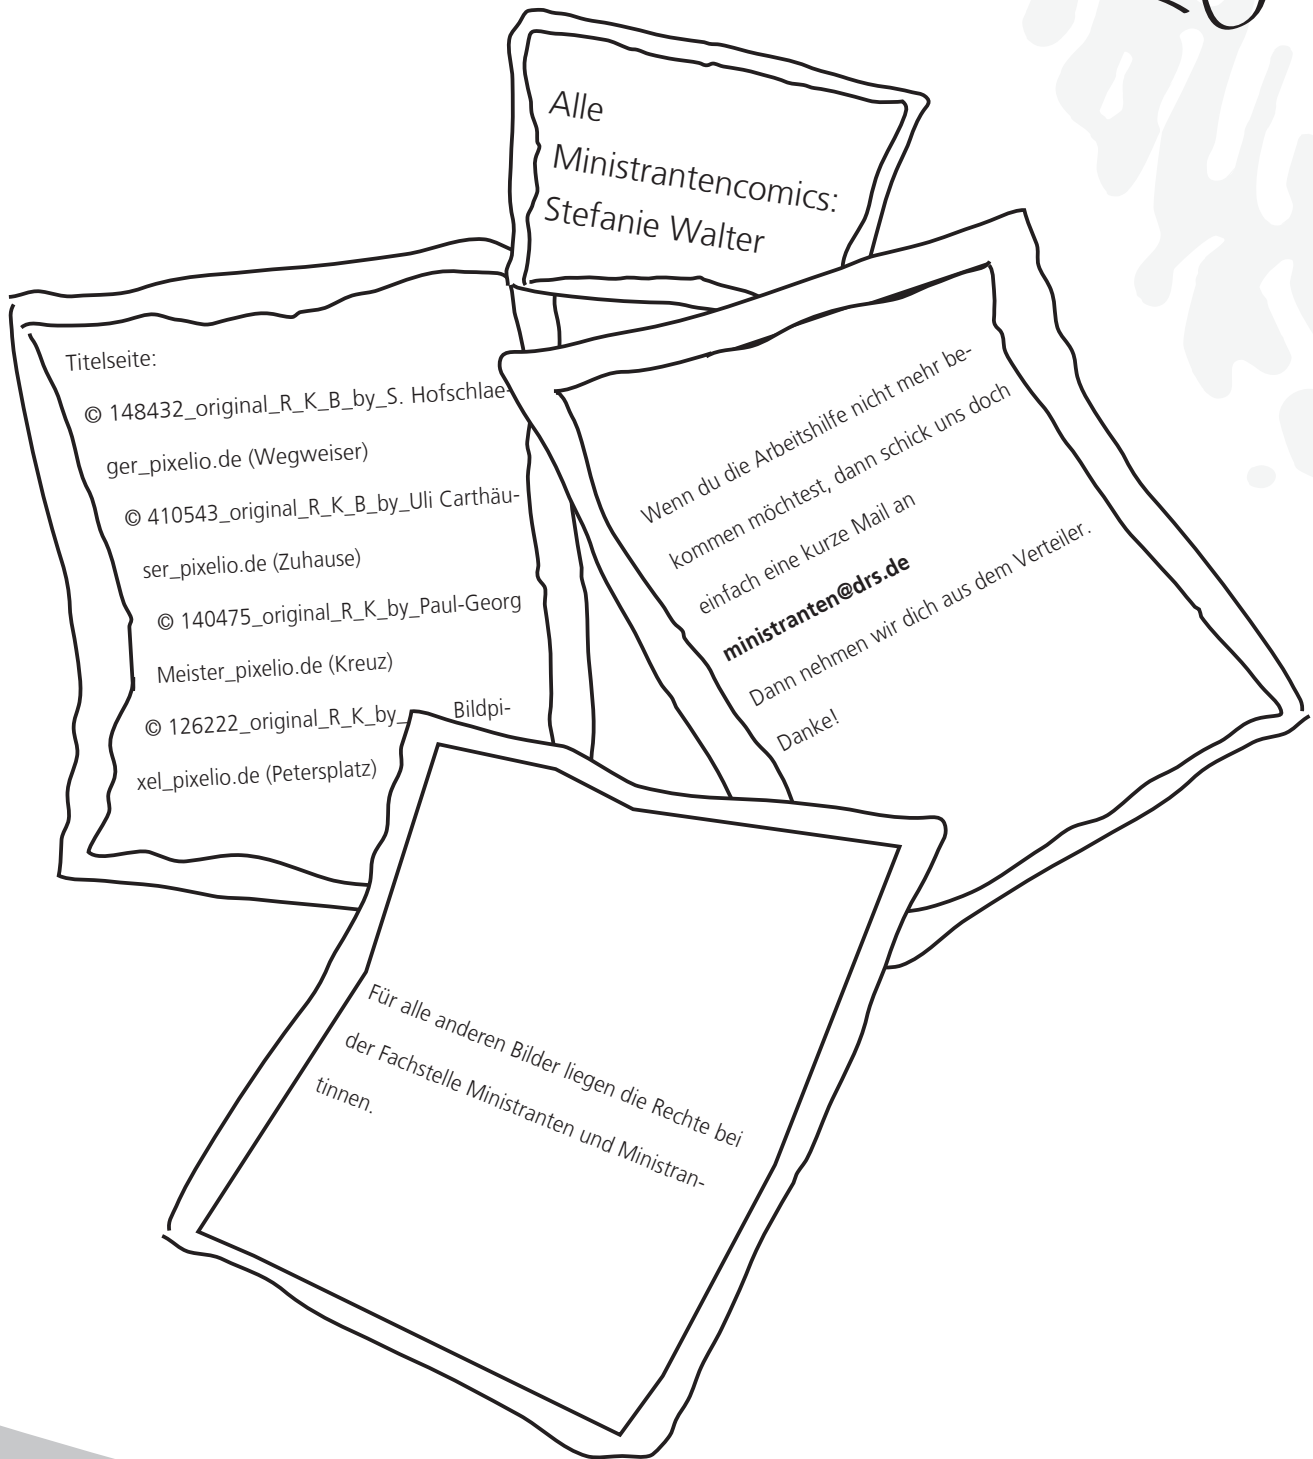 Alle
Ministrantencomics:
Stefanie Walter
Titelseite:
© 148432_original_R_K_B_by_S. Hofschlae-
ger_pixelio.de (Wegweiser)
© 410543_original_R_K_B_by_Uli Carthäu-
ser_pixelio.de (Zuhause)
© 140475_original_R_K_by_Paul-Georg
Meister_pixelio.de (Kreuz)
© 126222_original_R_K_by_ Bildpi-
xel_pixelio.de (Petersplatz)
Wenn du die Arbeitshilfe nicht mehr be-
kommen möchtest, dann schick uns doch
einfach eine kurze Mail an
ministranten@drs.de
Dann nehmen wir dich aus dem Verteiler.
Danke!
Für alle anderen Bilder liegen die Rechte bei
der Fachstelle Ministranten und Ministran-
tinnen.